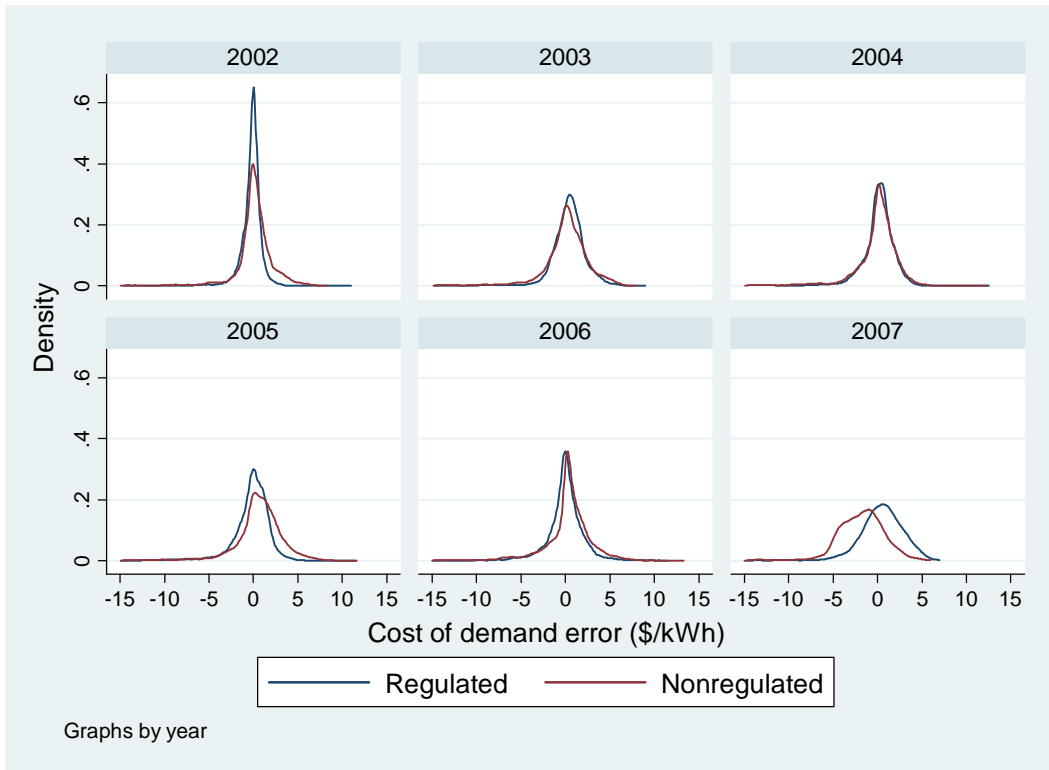 2002 2003 2004
.6
.4
.2
0
2005 2006 2007
.6
.4
.2
0
Density
-15 -10 -5 0 5 10 15 -15 -10 -5 0 5 10 15 -15 -10 -5 0 5 10 15
Cost of demand error ($/kWh)
Regulated Nonregulated
Graphs by year